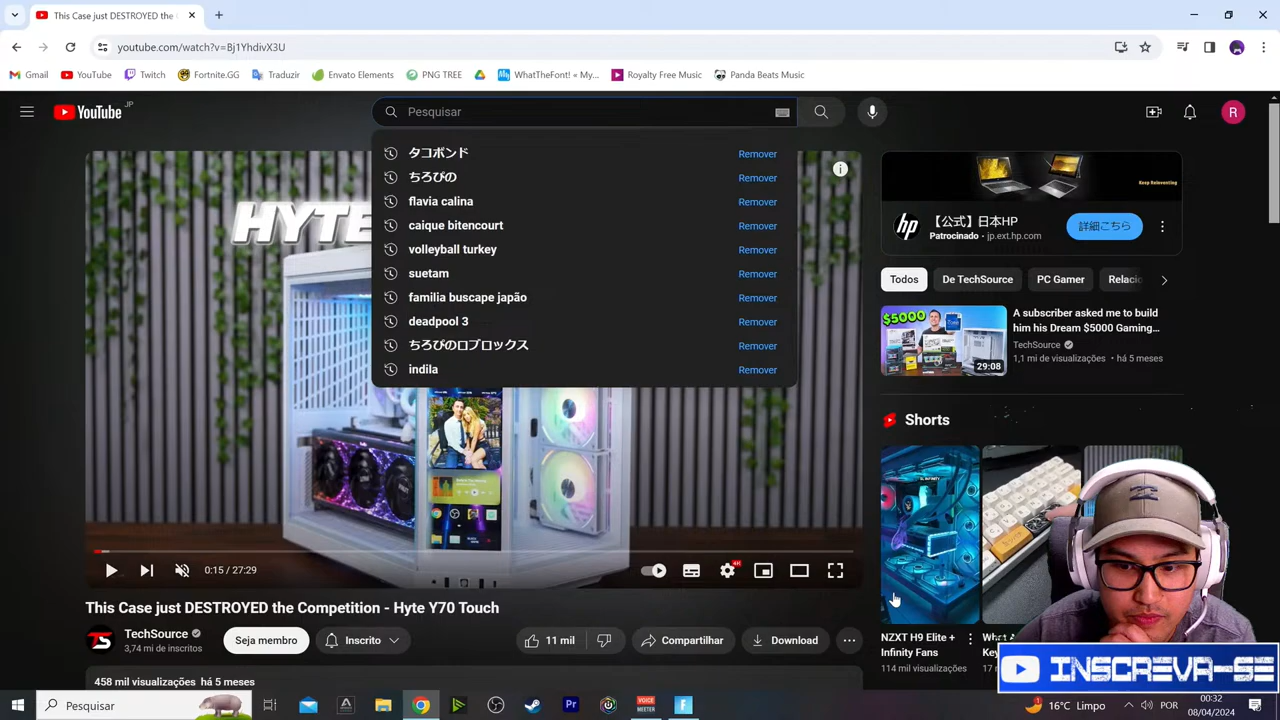 This Case just DESTROYED the
youtube.com/watch?v=Bj1YhdivX3U
Gmail
YouTube
Twitch
Fortnite.GG
Traduzir
Envato Elements
PNG TREE
WhatTheFont! « My...
Royalty Free Music
Panda Beats Music
YouTube JP
Pesquisar
R
タコボンド Remover
ちろぴの Remover
flavia calina Remover
caique bitencourt Remover
volleyball turkey Remover
suetam Remover
familia buscape japão Remover
deadpool 3 Remover
ちろぴのロブロックス Remover
indila Remover
HYTE
Keep Reinventing
hp
【公式】日本HP
Patrocinado · jp.ext.hp.com
詳細こちら
Todos
De TechSource
PC Gamer
Relacio
$5000
29:08
A subscriber asked me to build
him his Dream $5000 Gaming...
TechSource
1,1 mi de visualizações • há 5 meses
Shorts
0:15 / 27:29
4K
This Case just DESTROYED the Competition - Hyte Y70 Touch
TS
TechSource
3,74 mi de inscritos
Seja membro
Inscrito
11 mil
Compartilhar
Download
458 mil visualizações há 5 meses
NZXT H9 Elite +
Infinity Fans
114 mil visualizações
INSCREVA-SE
Pesquisar
Pr
VOICE
MEETER
16°C Limpo
POR
00:32
08/04/2024